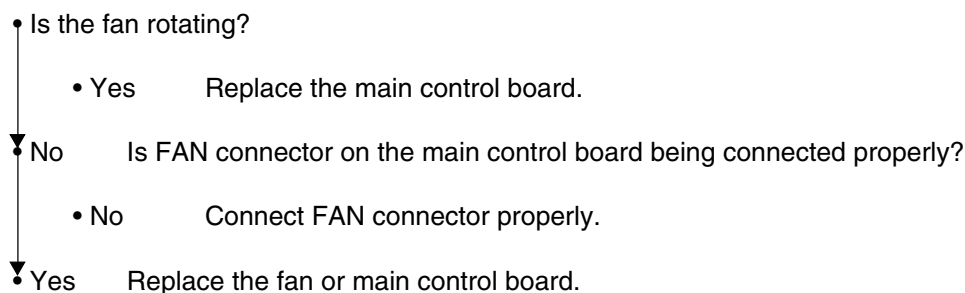 • Is the fan rotating?
• Yes Replace the main control board.
• No Is FAN connector on the main control board being connected properly?
• No Connect FAN connector properly.
• Yes Replace the fan or main control board.